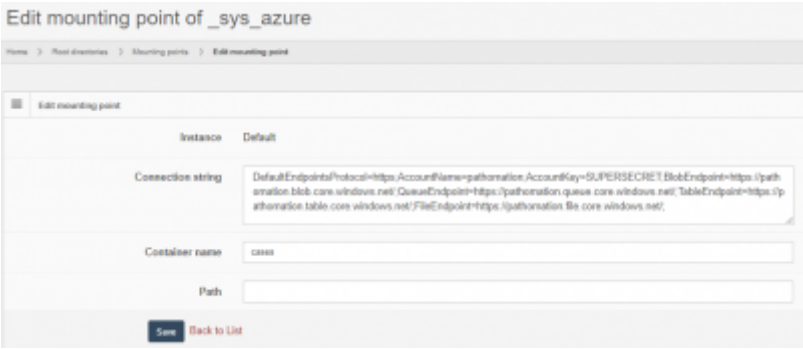 Edit mounting point of _sys_azure
Home > Root directories > Mounting points > Edit mounting point
Edit mounting point
Instance Default
Connection string DefaultEndpointsProtocol=https;AccountName=pathomation;AccountKey=SUPERSECRET;BlobEndpoint=https://path
omation.blob.core.windows.net/;QueueEndpoint=https://pathomation.queue.core.windows.net/;TableEndpoint=https://p
athomation.table.core.windows.net/;FileEndpoint=https://pathomation.file.core.windows.net/;
Container name cases
Path
Save Back to List